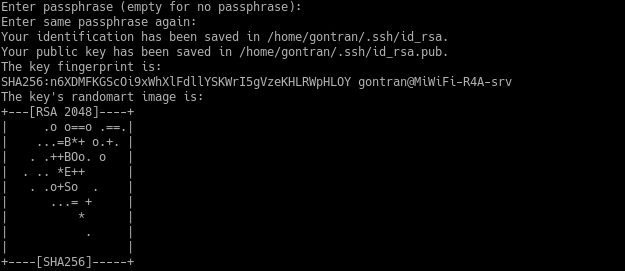 Enter passphrase (empty for no passphrase):
Enter same passphrase again:
Your identification has been saved in /home/gontran/.ssh/id_rsa.
Your public key has been saved in /home/gontran/.ssh/id_rsa.pub.
The key fingerprint is:
SHA256:n6XDMFKGScOi9xWhXlFdllYSKWrI5gVzeKHLRWpHLOY gontran@MiWiFi-R4A-srv
The key's randomart image is:
+---[RSA 2048]----+
|     .o o==o .==.|
|    ...=B*+ o.+. |
|   . .++BOo. o   |
|  . .. *E++      |
|   . .o+So  .    |
|      ...= +     |
|          *      |
|           .     |
|                 |
+----[SHA256]-----+